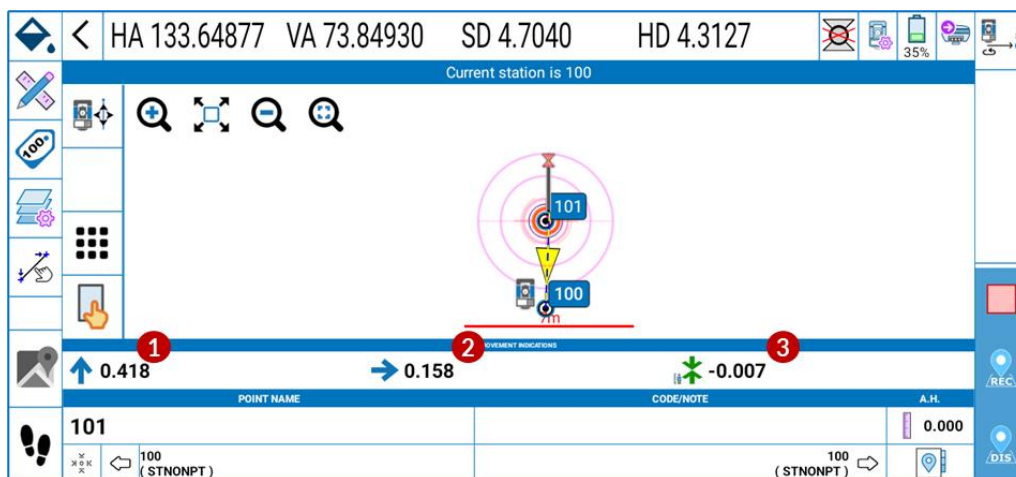 HA 133.64877 VA 73.84930 SD 4.7040 HD 4.3127
35%
Current station is 100
100
101
100
7m
MOVEMENT INDICATIONS
1 2 3
0.418 0.158 -0.007
POINT NAME CODE/NOTE A.H.
101 0.000
100
( STNONPT )
100
( STNONPT )
REC
DIS